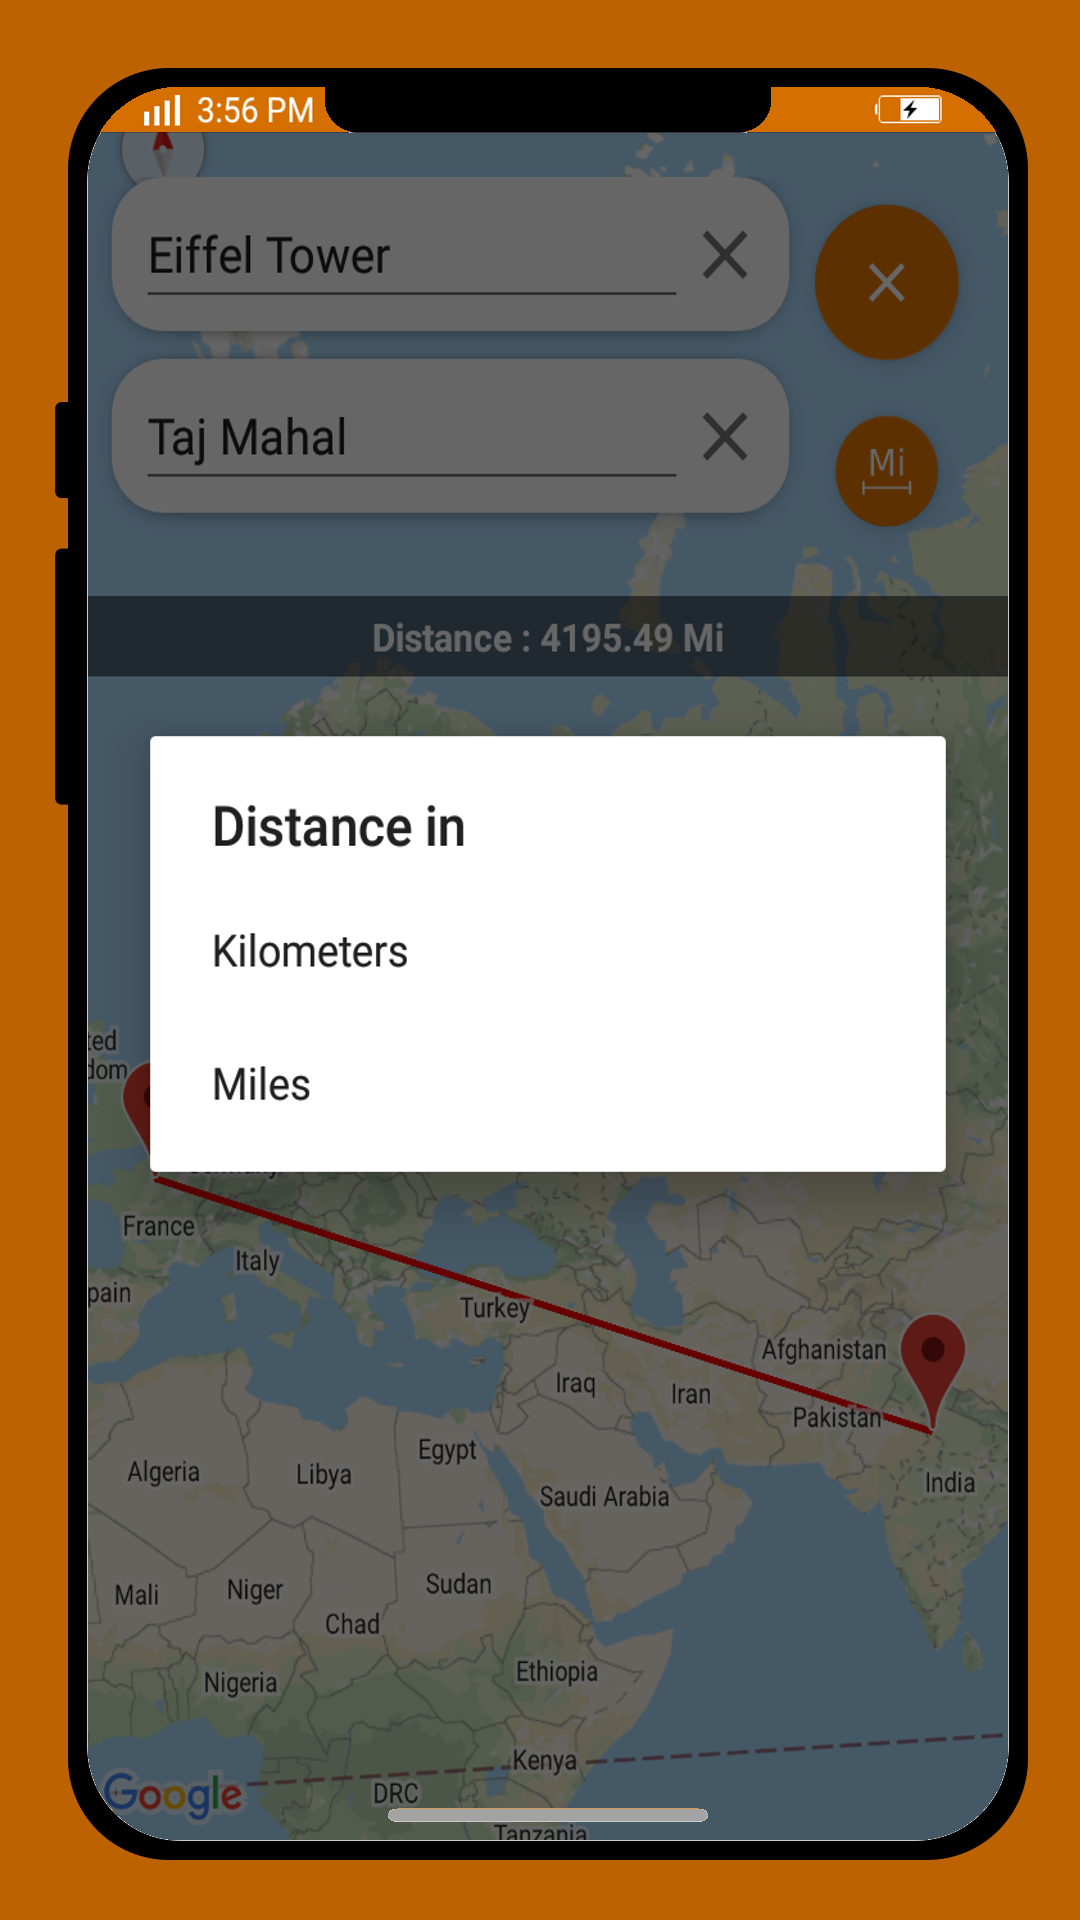 3:56 PM
Eiffel Tower
Taj Mahal
Mi
Distance : 4195.49 Mi
Distance in
Kilometers
Miles
ted
dom
France
Italy
pain
Turkey
Afghanistan
Iraq
Iran
Pakistan
Egypt
Algeria
Libya
India
Saudi Arabia
Sudan
Mali
Niger
Chad
Ethiopia
Nigeria
Kenya
Google
DRC
Tanzania